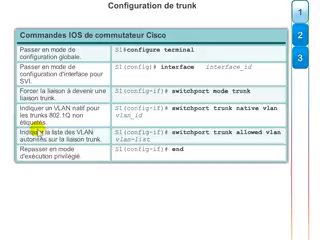 Configuration de trunk
1
2
3
Commandes IOS de commutateur Cisco
Passer en mode de
configuration globale.
S1#configure terminal
Passer en mode de
configuration d'interface pour
SVI.
S1(config)# interface interface_id
Forcer la liaison à devenir une
liaison trunk.
S1(config-if)# switchport mode trunk
Indiquer un VLAN natif pour
les trunks 802.1Q non
étiquetés.
S1(config-if)# switchport trunk native vlan
vlan_id
Indiquer la liste des VLAN
autorisés sur la liaison trunk.
S1(config-if)# switchport trunk allowed vlan
vlan-list
Repasser en mode
d'exécution privilégié.
S1(config-if)# end